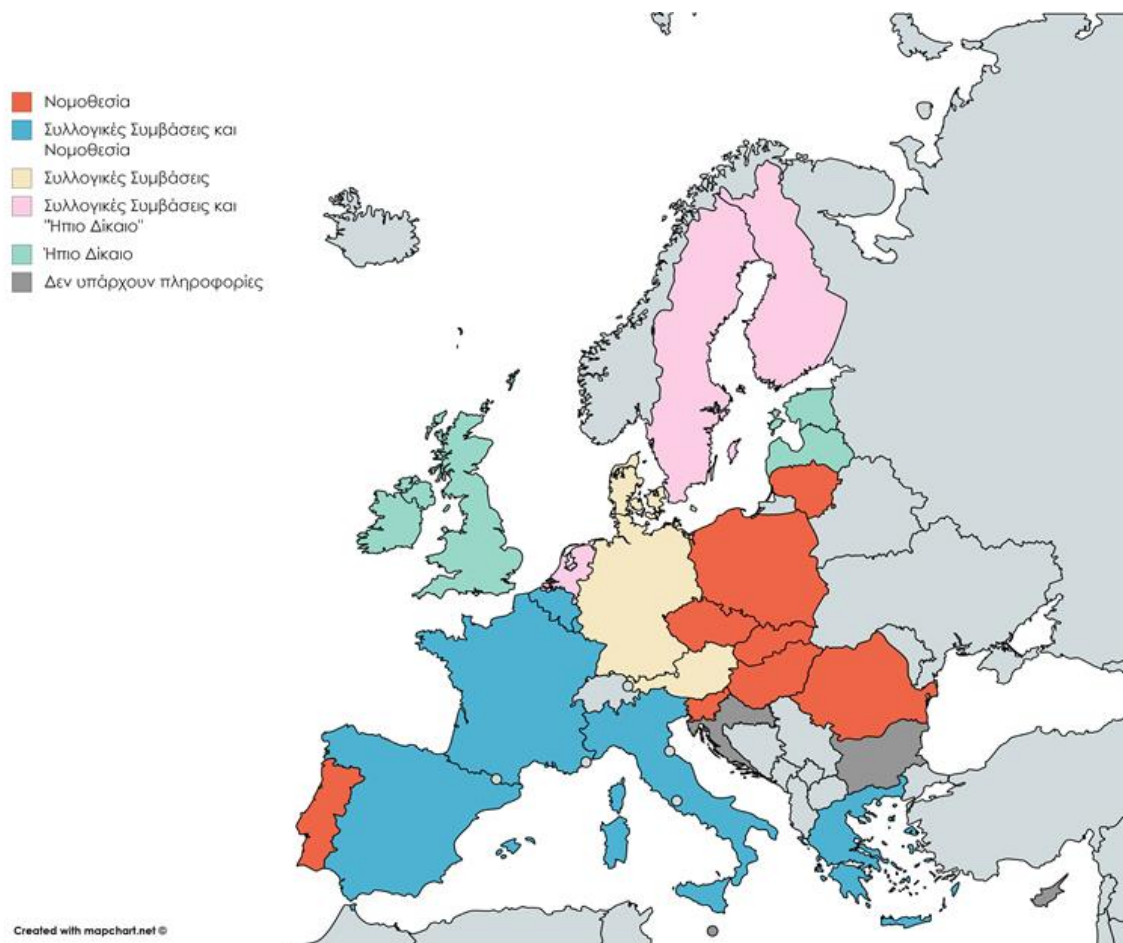 Νομοθεσία
Συλλογικές Συμβάσεις και
Νομοθεσία
Συλλογικές Συμβάσεις
Συλλογικές Συμβάσεις και
"Ήπιο Δίκαιο"
Ήπιο Δίκαιο
Δεν υπάρχουν πληροφορίες
Created with mapchart.net ©